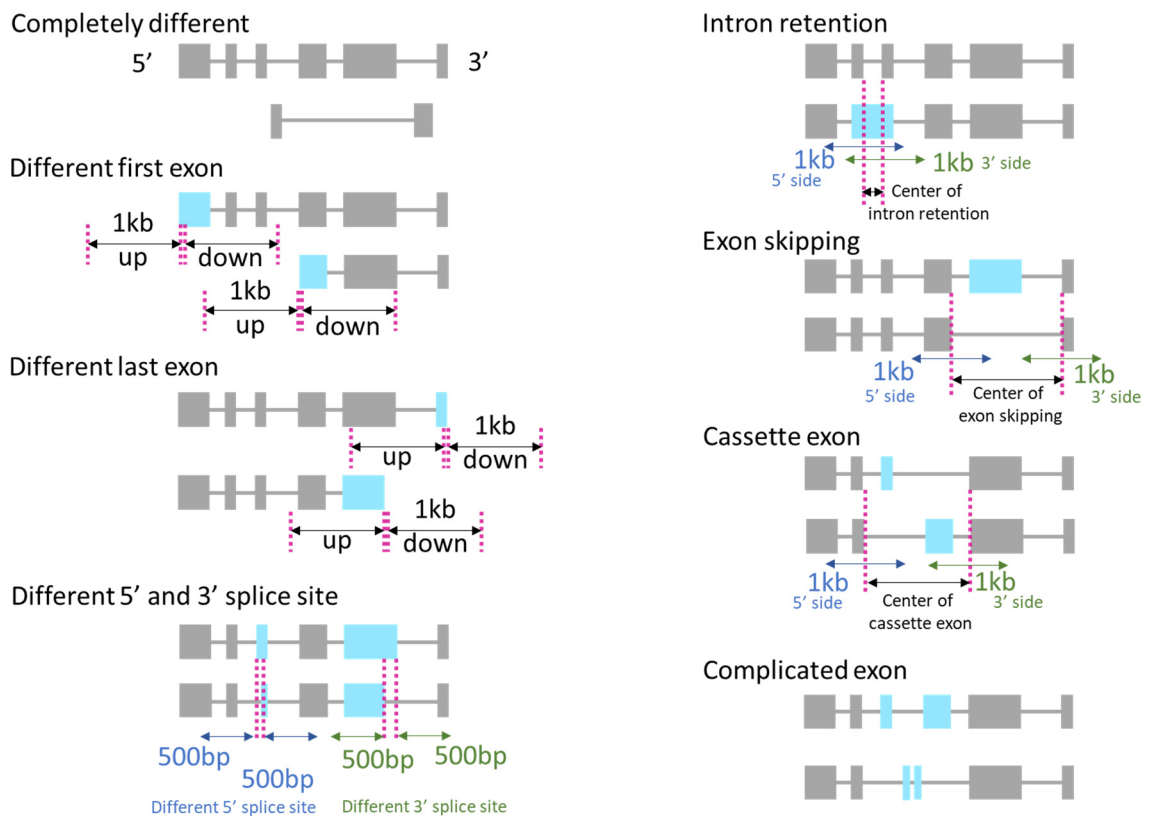 Completely different
5’
3’
Different first exon
1kb
up
down
1kb
up
down
Different last exon
up
1kb
down
up
1kb
down
Different 5’ and 3’ splice site
500bp
500bp
500bp
500bp
Different 5’ splice site
Different 3’ splice site
Intron retention
1kb
5’ side
1kb 3’ side
Center of
intron retention
Exon skipping
1kb
5’ side
Center of
exon skipping
1kb
3’ side
Cassette exon
1kb
5’ side
Center of
cassette exon
1kb
3’ side
Complicated exon